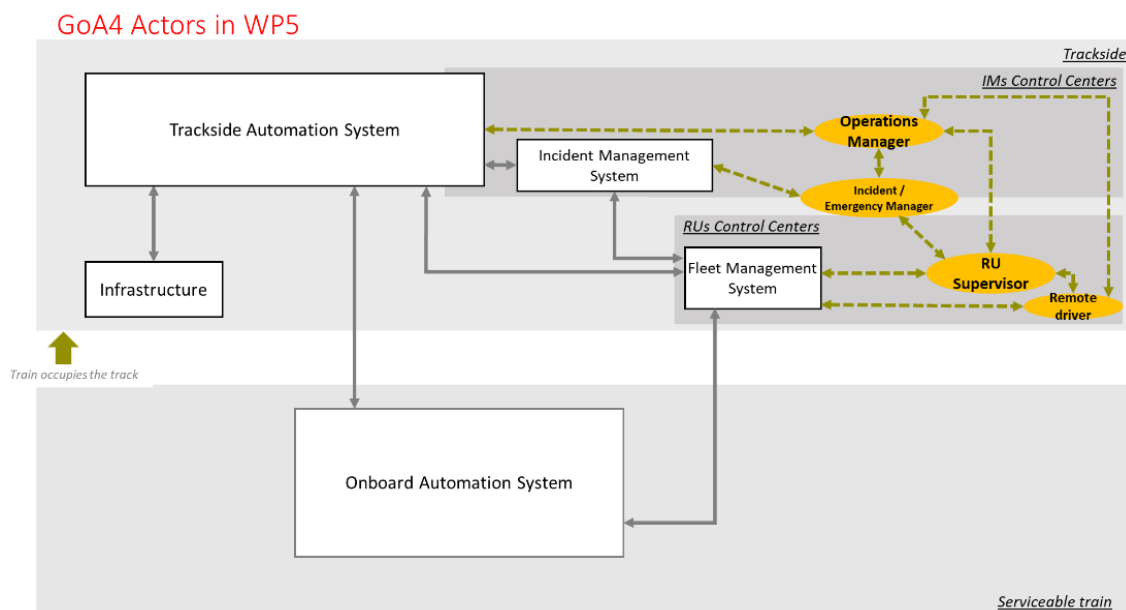 GoA4 Actors in WP5
Trackside
IMs Control Centers
Trackside Automation System
Operations
Manager
Incident Management
System
Incident /
Emergency Manager
RUs Control Centers
Infrastructure
Fleet Management
System
RU
Supervisor
Remote
driver
Train occupies the track
Onboard Automation System
Serviceable train